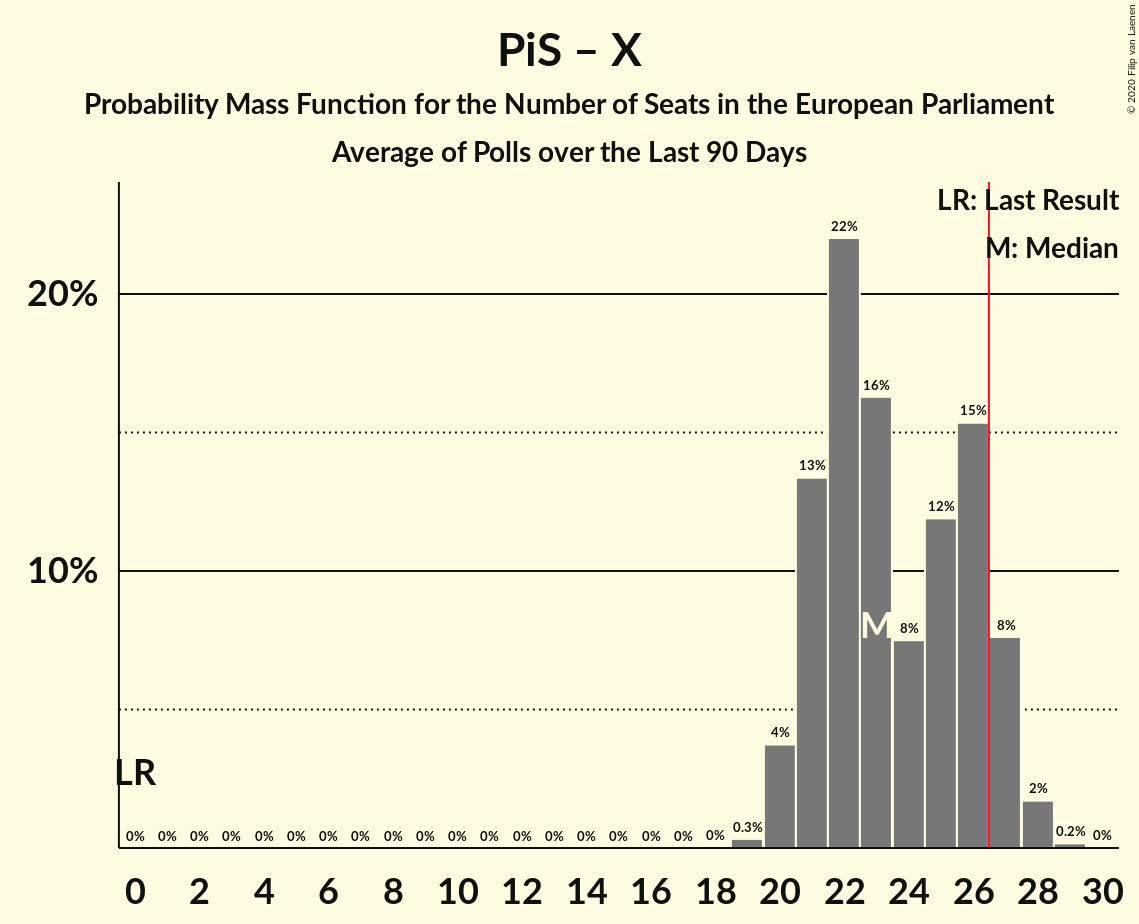 PiS – X
Probability Mass Function for the Number of Seats in the European Parliament
Average of Polls over the Last 90 Days
© 2020 Filip van Laenen
LR: Last Result
M: Median
22%
20%
16%
15%
13%
12%
10%
M
8%
8%
4%
LR
2%
0% 0% 0% 0% 0% 0% 0% 0% 0% 0% 0% 0% 0% 0% 0% 0% 0% 0% 0% 0.3% 0.2% 0%
0 2 4 6 8 10 12 14 16 18 20 22 24 26 28 30